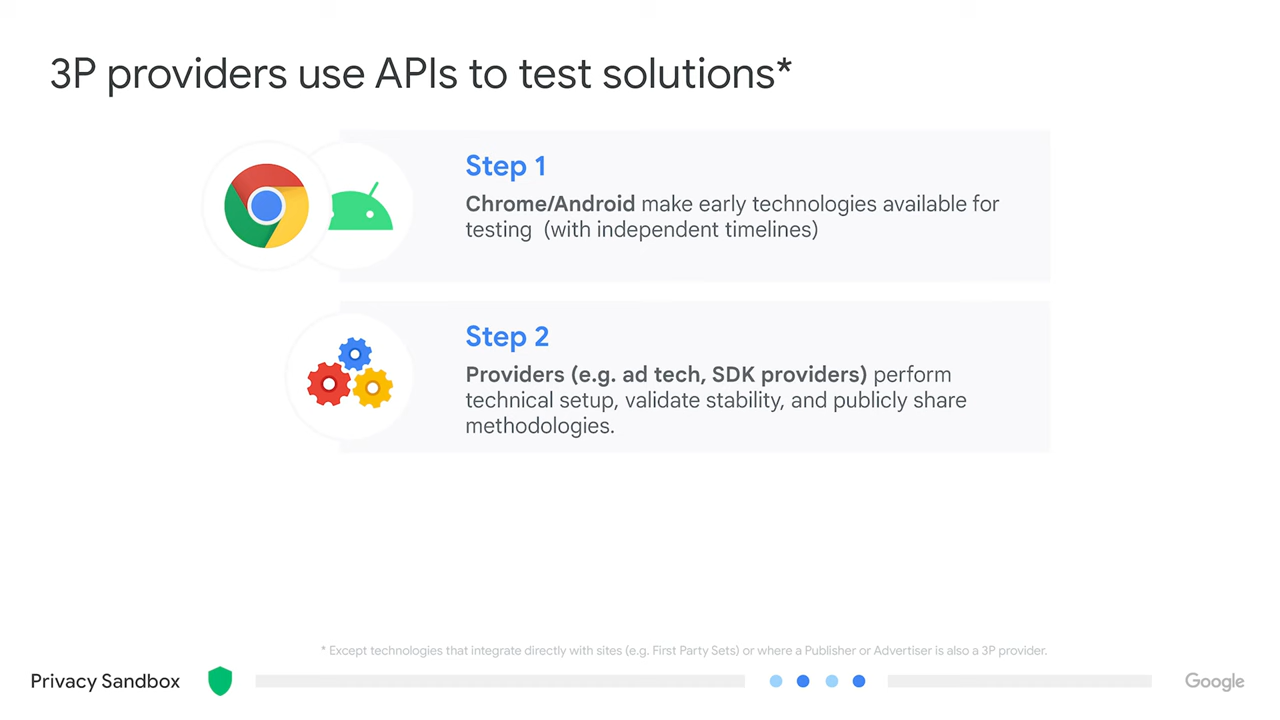 3P providers use APIs to test solutions*
Step 1
Chrome/Android make early technologies available for
testing (with independent timelines)
Step 2
Providers (e.g. ad tech, SDK providers) perform
technical setup, validate stability, and publicly share
methodologies.
* Except technologies that integrate directly with sites (e.g. First Party Sets) or where a Publisher or Advertiser is also a 3P provider.
Privacy Sandbox
Google